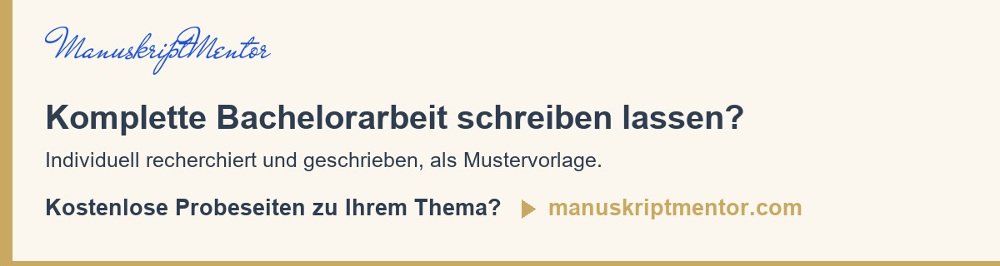 ManuskriptMentor
Komplette Bachelorarbeit schreiben lassen?
Individuell recherchiert und geschrieben, als Mustervorlage.
Kostenlose Probeseiten zu Ihrem Thema? ▶ manuskriptmentor.com